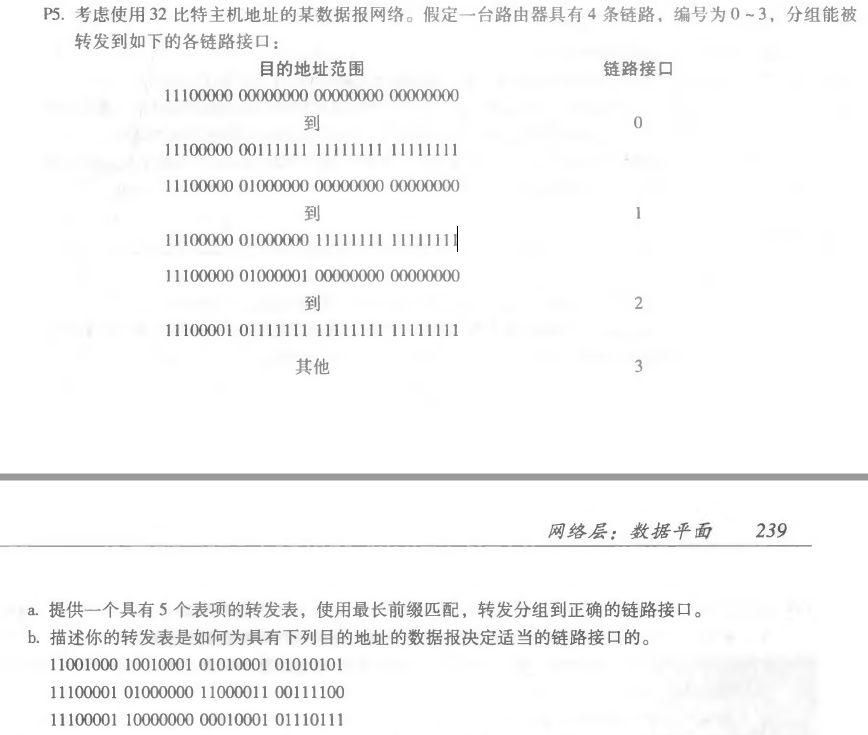 P5. 考虑使用 32 比特主机地址的某数据报网络。假定一台路由器具有 4 条链路，编号为 0 ~ 3，分组能被
转发到如下的各链路接口：
目的地址范围 链路接口
11100000 00000000 00000000 00000000
到 0
11100000 00111111 11111111 11111111
11100000 01000000 00000000 00000000
到 1
11100000 01000000 11111111 11111111
11100000 01000001 00000000 00000000
到 2
11100001 01111111 11111111 11111111
其他 3
网络层：数据平面 239
a. 提供一个具有 5 个表项的转发表，使用最长前缀匹配，转发分组到正确的链路接口。
b. 描述你的转发表是如何为具有下列目的地址的数据报决定适当的链路接口的。
11001000 10010001 01010001 01010101
11100001 01000000 11000011 00111100
11100001 10000000 00010001 01110111